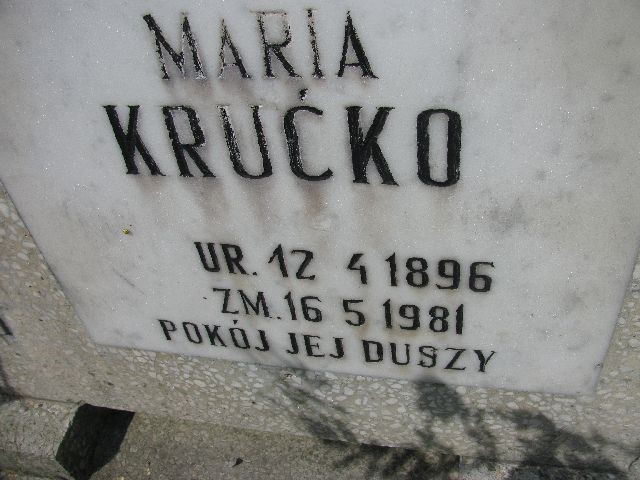 MARIA
KRUĆKO
UR. 12 4 1896
ZM. 16 5 1981
POKÓJ JEJ DUSZY